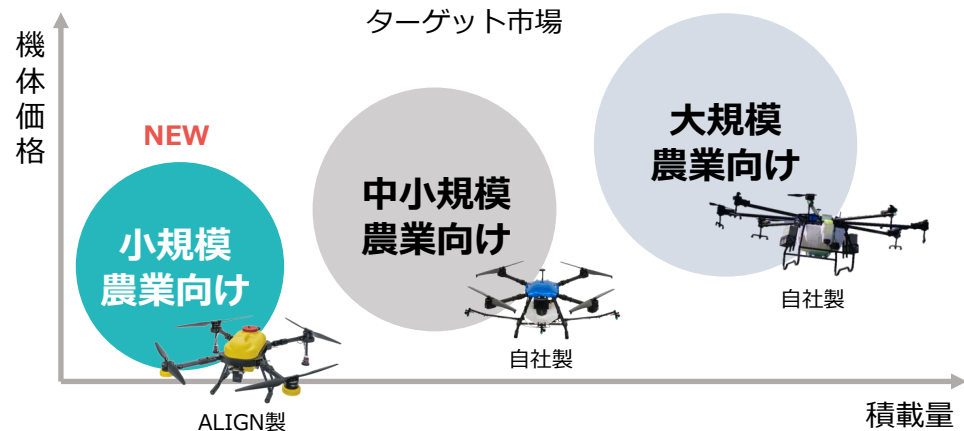 ターゲット市場
機体価格
NEW
小規模
農業向け
中小規模
農業向け
大規模
農業向け
自社製
自社製
ALIGN製
積載量